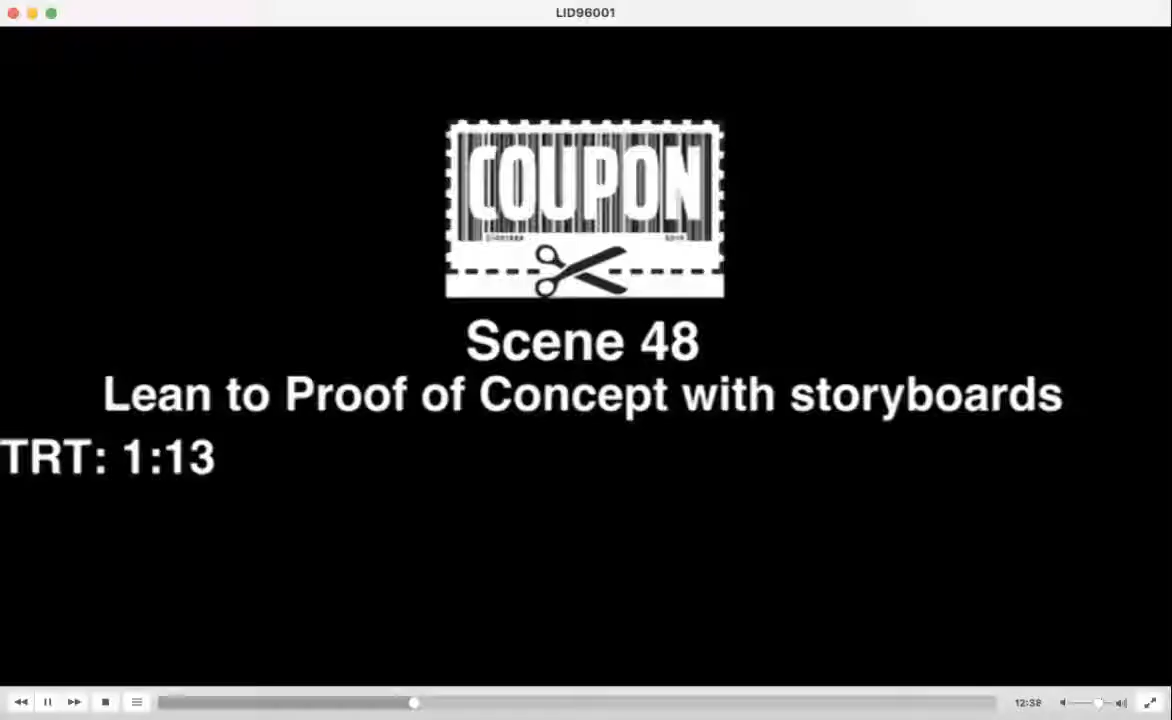 LID96001
COUPON
Scene 48
Lean to Proof of Concept with storyboards
TRT: 1:13
12:38